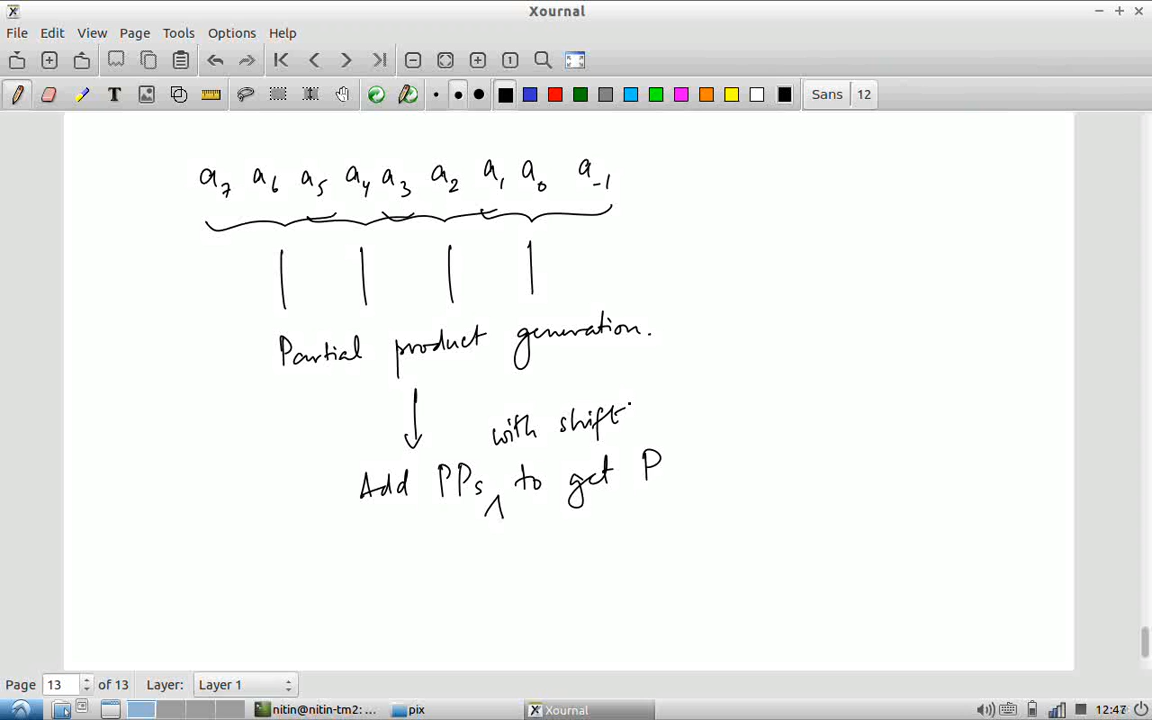 Xournal
File Edit View Page Tools Options Help
Sans 12
a₇ a₆ a₅ a₄ a₃ a₂ a₁ a₀ a₋₁
Partial product generation.
with shift
Add PPs to get P
Page 13 of 13 Layer: Layer 1
nitin@nitin-tm2: ... pix Xournal 12:47